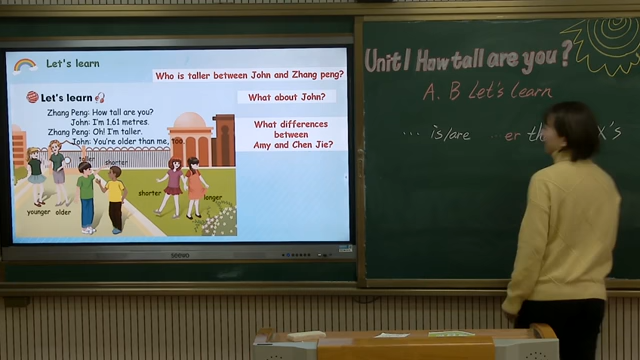 Let's learn
Who is taller between John and Zhang peng?
Let's learn
What about John?
Zhang Peng: How tall are you?
John: I'm 1.61 metres.
Zhang Peng: Oh! I'm taller.
John: You're older than me, too.
What differences
between
Amy and Chen Jie?
taller
shorter
shorter
longer
younger older
seewo
Unit 1 How tall are you?
A. B Let's learn
... is/are ...er X's